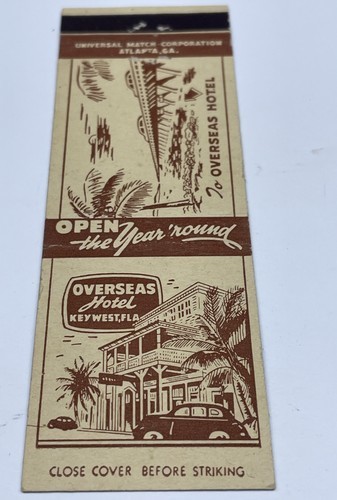 UNIVERSAL MATCH CORPORATION
ATLANTA, GA.
To OVERSEAS HOTEL
OPEN
the Year 'round
OVERSEAS
Hotel
KEY WEST, FLA.
CLOSE COVER BEFORE STRIKING